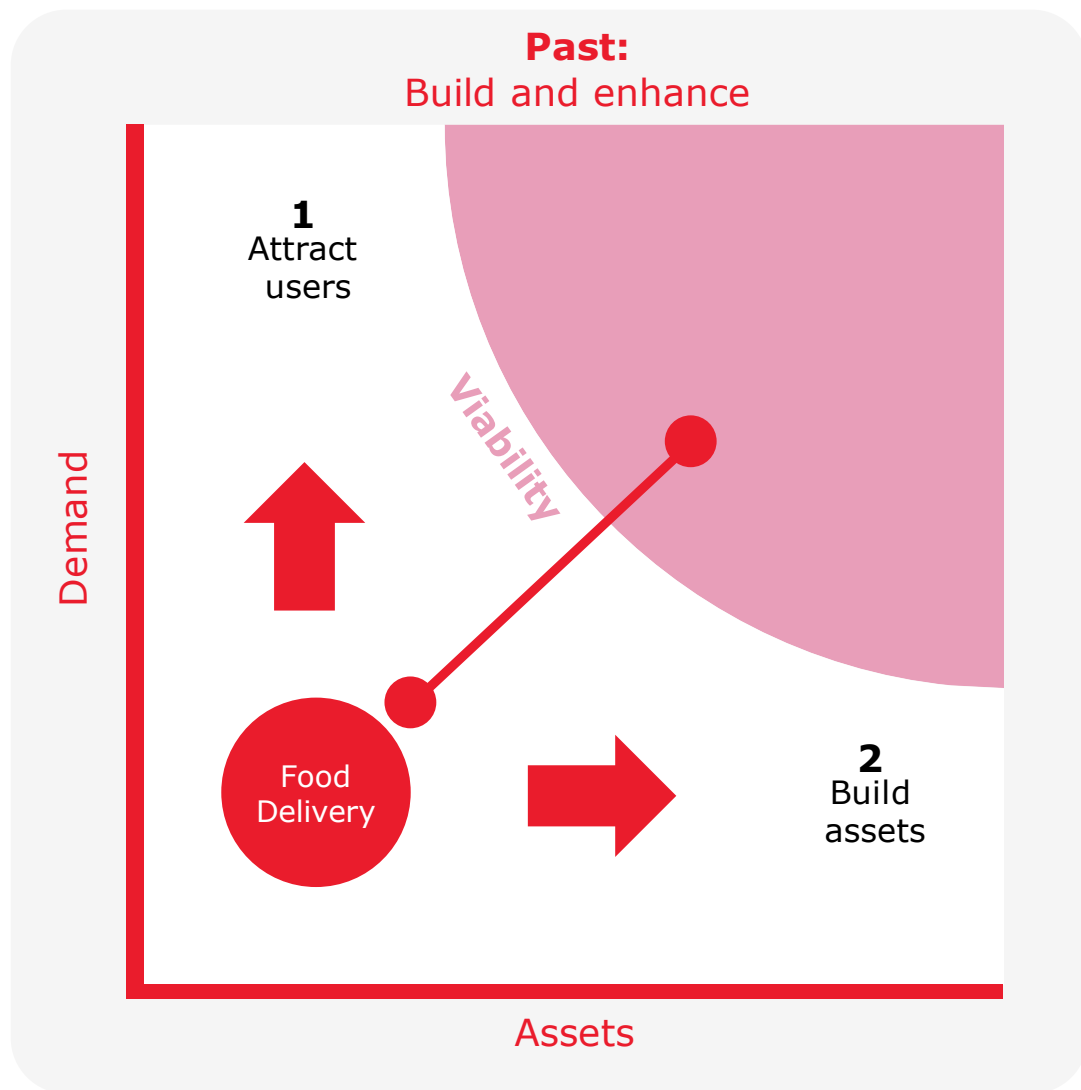 Past:
Build and enhance
1
Attract
users
Viability
Demand
Food
Delivery
2
Build
assets
Assets